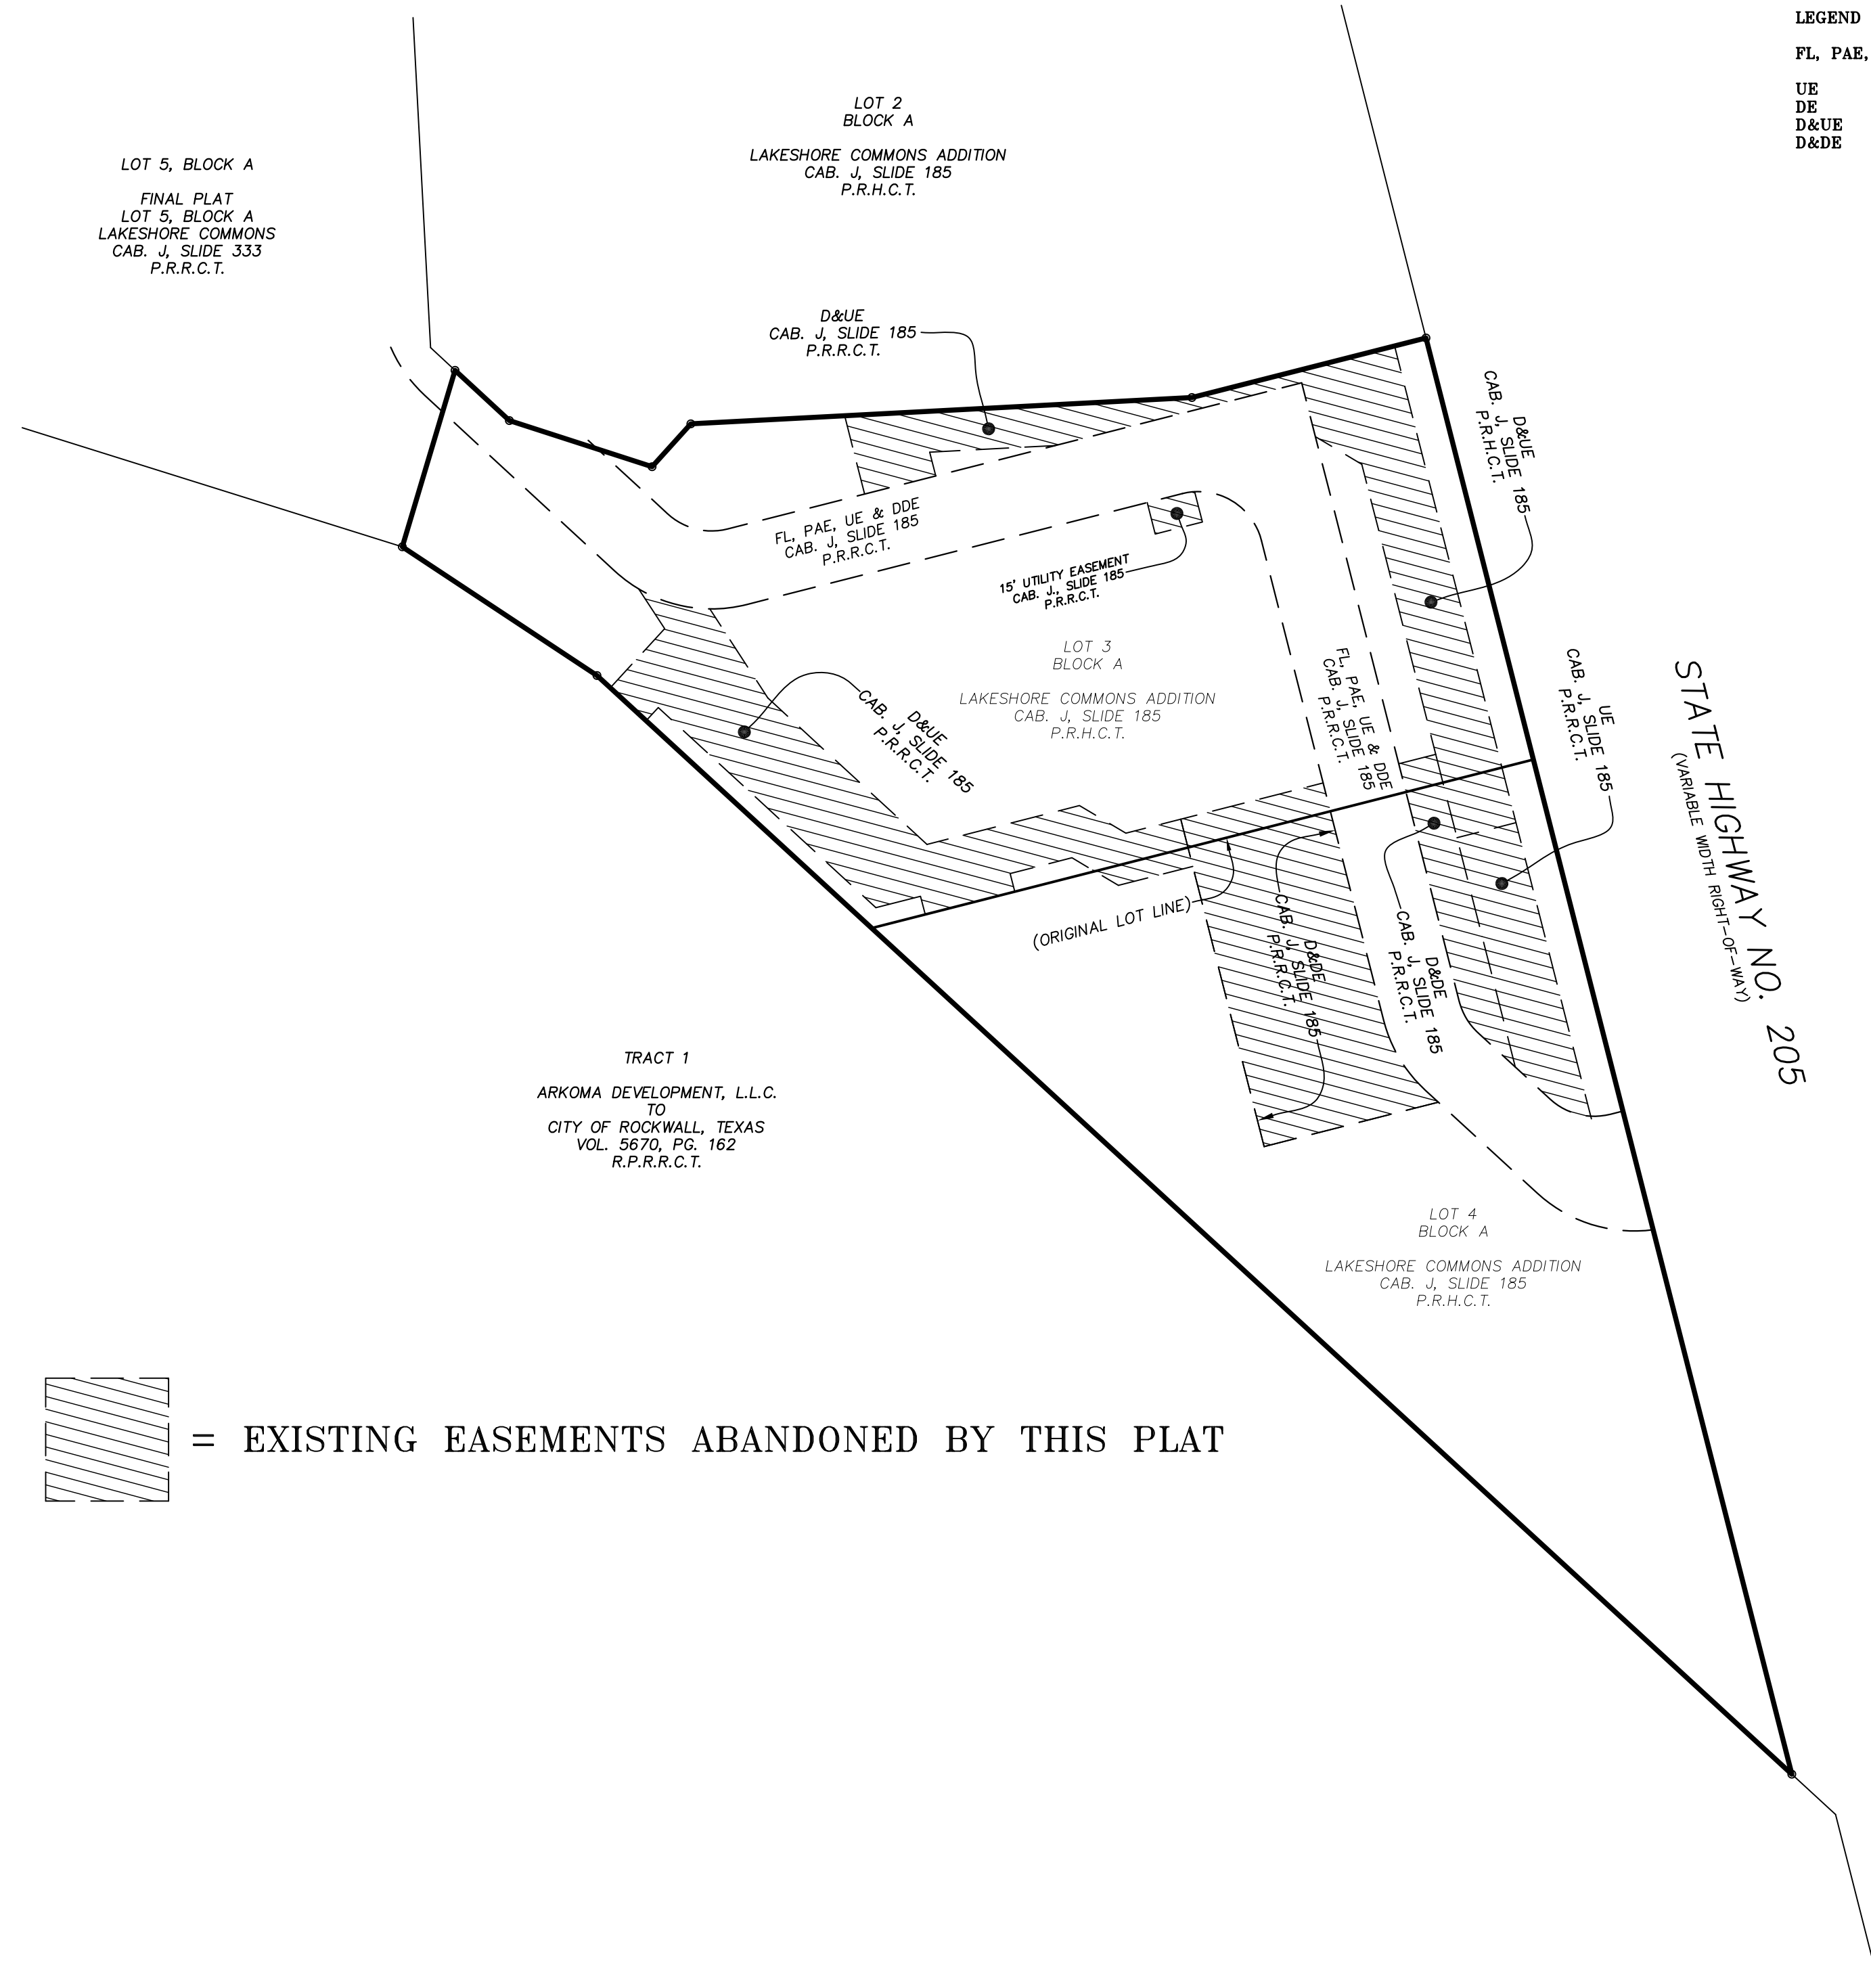 LEGEND
FL, PAE,
UE
DE
D&UE
D&DE
LOT 2
BLOCK A
LAKESHORE COMMONS ADDITION
CAB. J, SLIDE 185
P.R.H.C.T.
LOT 5, BLOCK A
FINAL PLAT
LOT 5, BLOCK A
LAKESHORE COMMONS
CAB. J, SLIDE 333
P.R.R.C.T.
D&UE
CAB. J, SLIDE 185
P.R.R.C.T.
D&UE
CAB. J, SLIDE 185
P.R.H.C.T.
FL, PAE, UE & DDE
CAB. J, SLIDE 185
P.R.R.C.T.
15' UTILITY EASEMENT
CAB. J., SLIDE 185
P.R.R.C.T.
LOT 3
BLOCK A
LAKESHORE COMMONS ADDITION
CAB. J, SLIDE 185
P.R.H.C.T.
FL, PAE, UE & DDE
CAB. J, SLIDE 185
P.R.R.C.T.
UE
CAB. J, SLIDE 185
P.R.R.C.T.
STATE HIGHWAY NO. 205
(VARIABLE WIDTH RIGHT-OF-WAY)
D&UE
CAB. J, SLIDE 185
P.R.R.C.T.
(ORIGINAL LOT LINE)
D&DE
CAB. J, SLIDE 185
P.R.R.C.T.
D&DE
CAB. J, SLIDE 185
P.R.R.C.T.
TRACT 1
ARKOMA DEVELOPMENT, L.L.C.
TO
CITY OF ROCKWALL, TEXAS
VOL. 5670, PG. 162
R.P.R.R.C.T.
LOT 4
BLOCK A
LAKESHORE COMMONS ADDITION
CAB. J, SLIDE 185
P.R.H.C.T.
= EXISTING EASEMENTS ABANDONED BY THIS PLAT